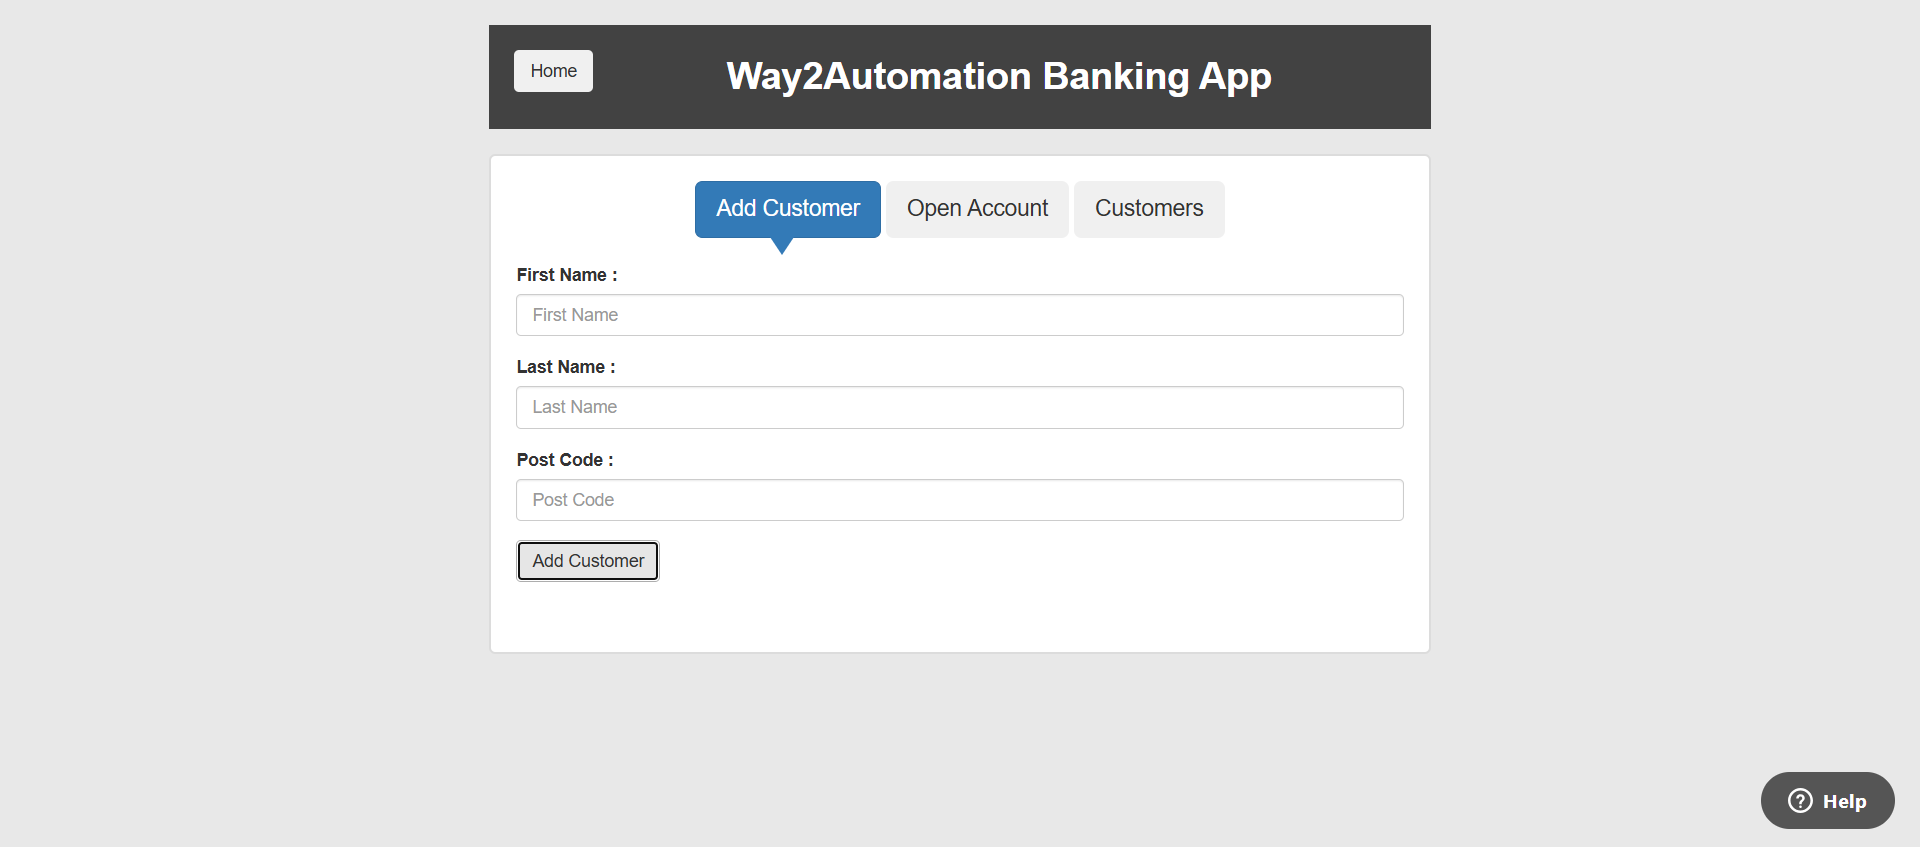 Home
Way2Automation Banking App
Add Customer
Open Account
Customers
First Name :
First Name
Last Name :
Last Name
Post Code :
Post Code
Add Customer
Help